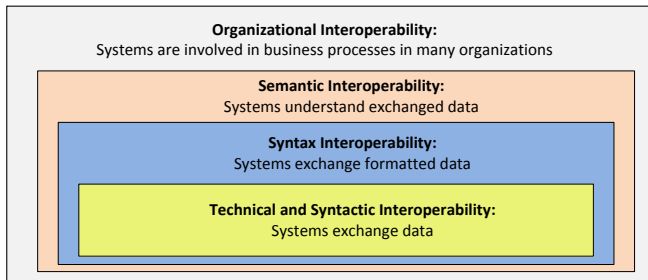 Organizational Interoperability:
Systems are involved in business processes in many organizations
Semantic Interoperability:
Systems understand exchanged data
Syntax Interoperability:
Systems exchange formatted data
Technical and Syntactic Interoperability:
Systems exchange data